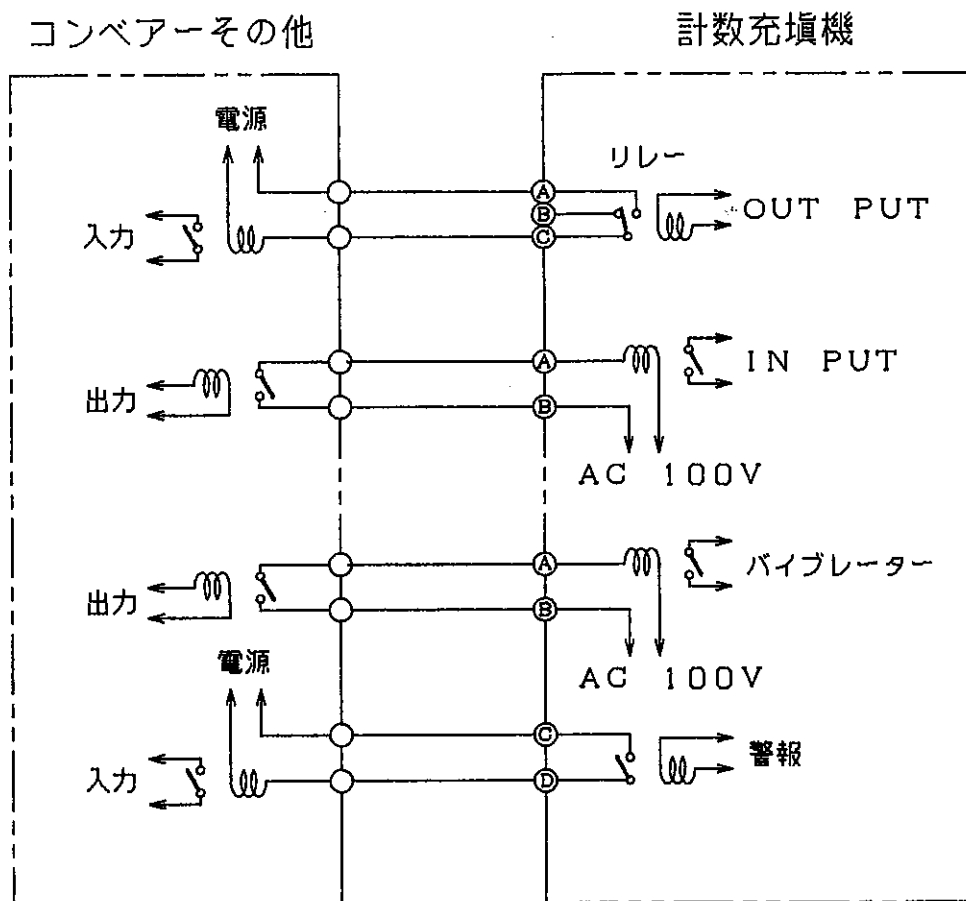 コンベアーその他
計数充塡機
電源
リレー
A
B
C
OUT PUT
入力
A
B
IN PUT
出力
AC 100V
A
B
バイブレーター
出力
AC 100V
電源
C
D
警報
入力